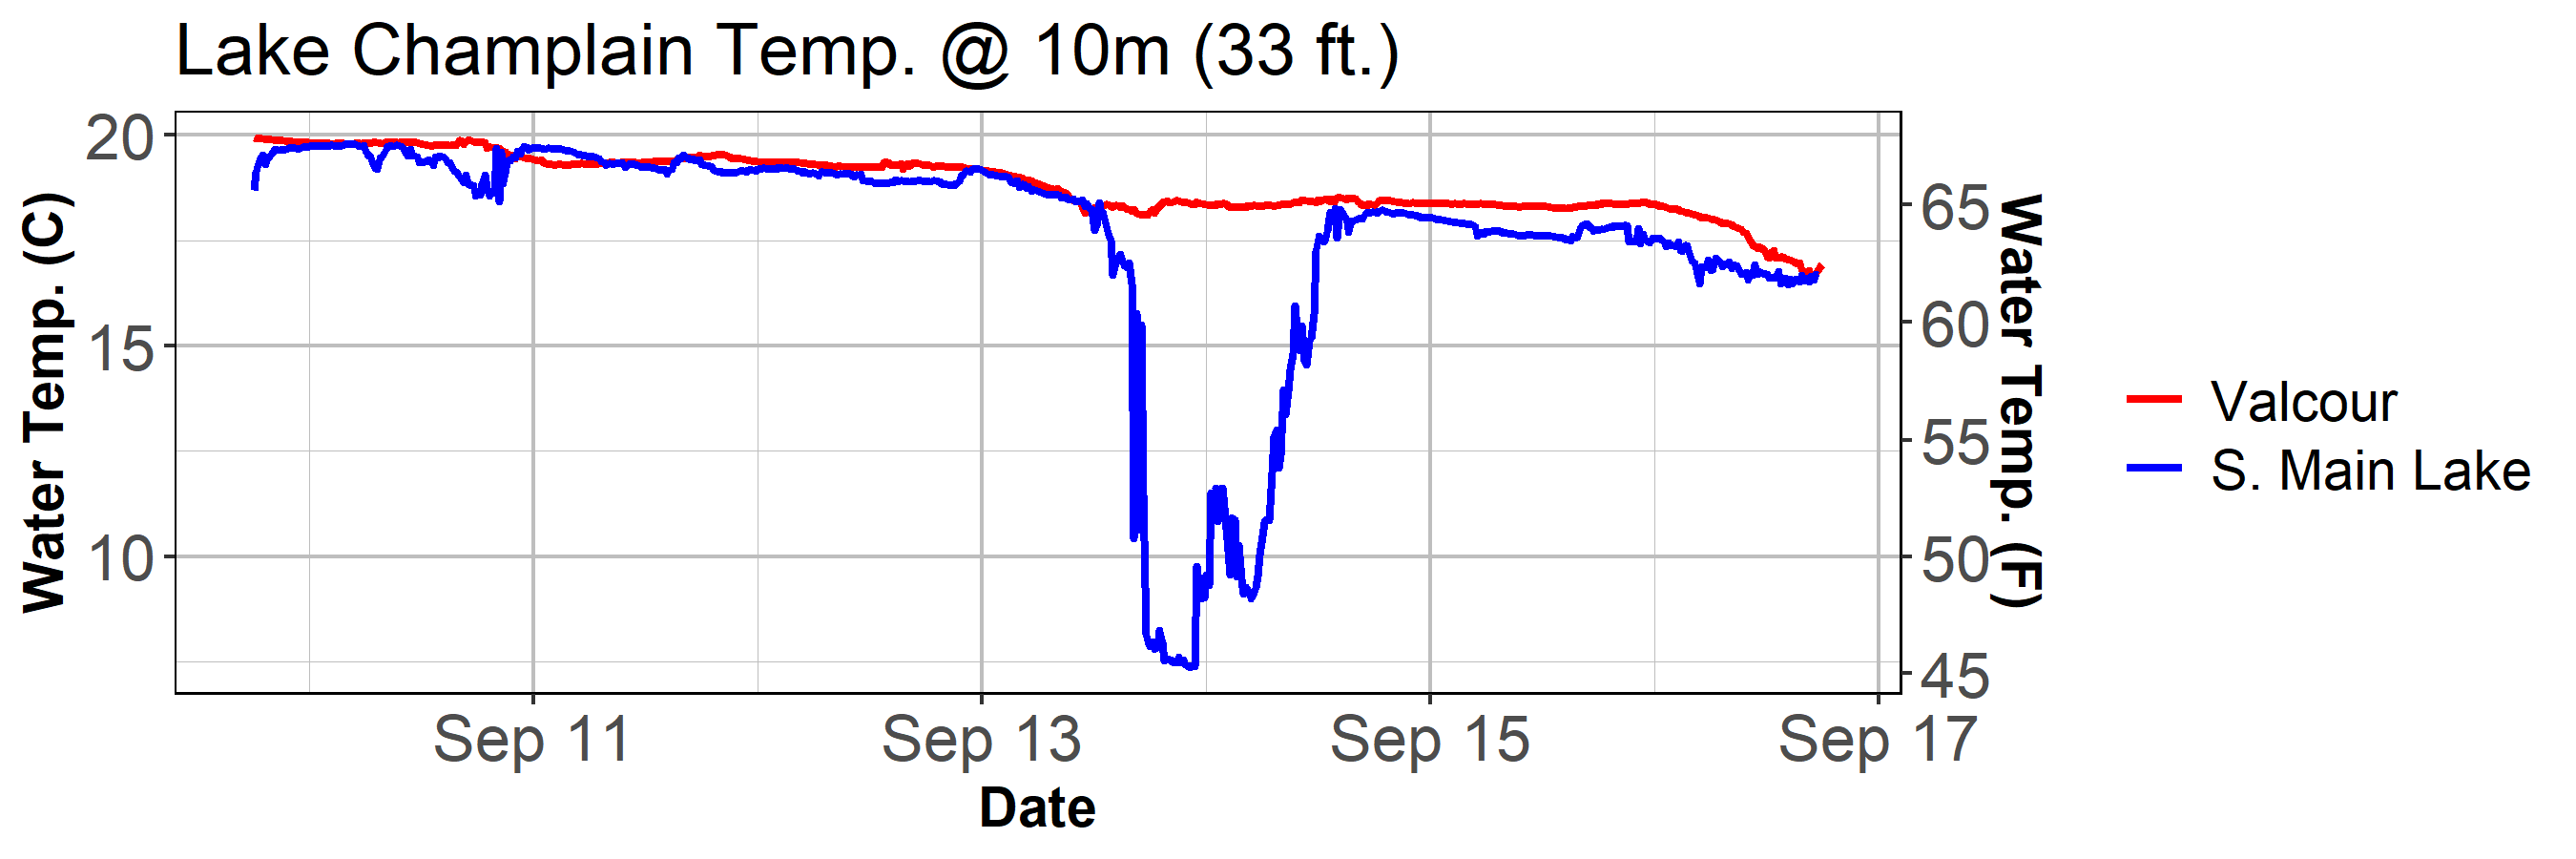 Lake Champlain Temp. @ 10m (33 ft.)
Water Temp. (C)
20
15
10
65
60
55
50
45
Water Temp. (F)
Sep 11
Sep 13
Sep 15
Sep 17
Date
Valcour
S. Main Lake